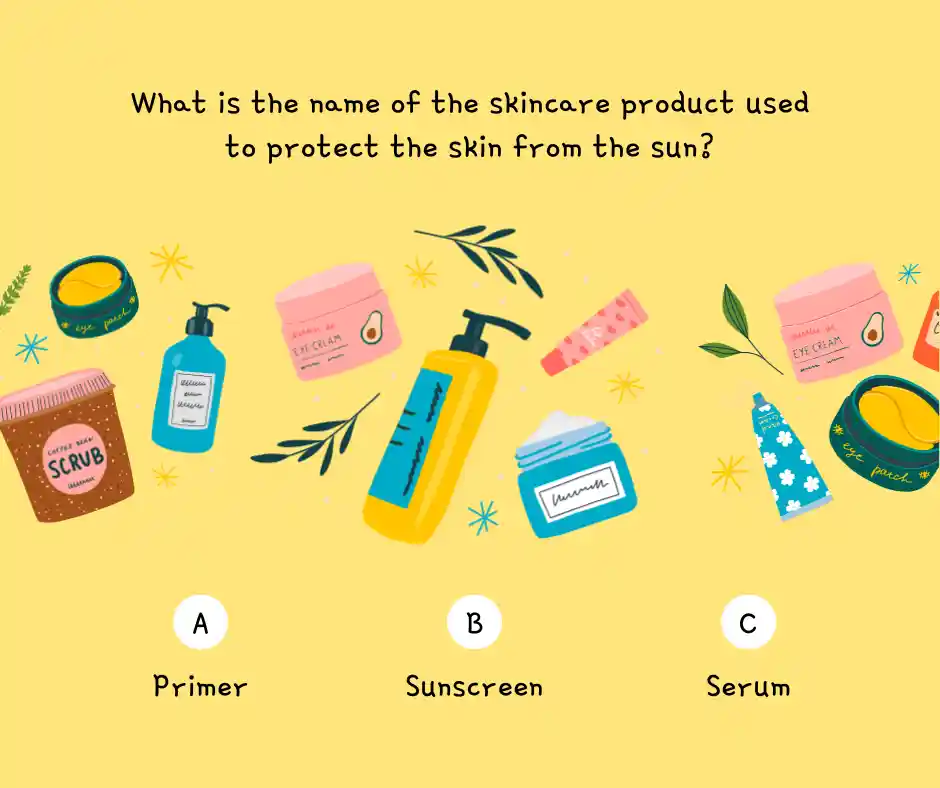 What is the name of the skincare product used
to protect the skin from the sun?
eye patch
EYE CREAM
EYE CREAM
COFFEE BEAN
SCRUB
eye patch
A
B
C
Primer
Sunscreen
Serum